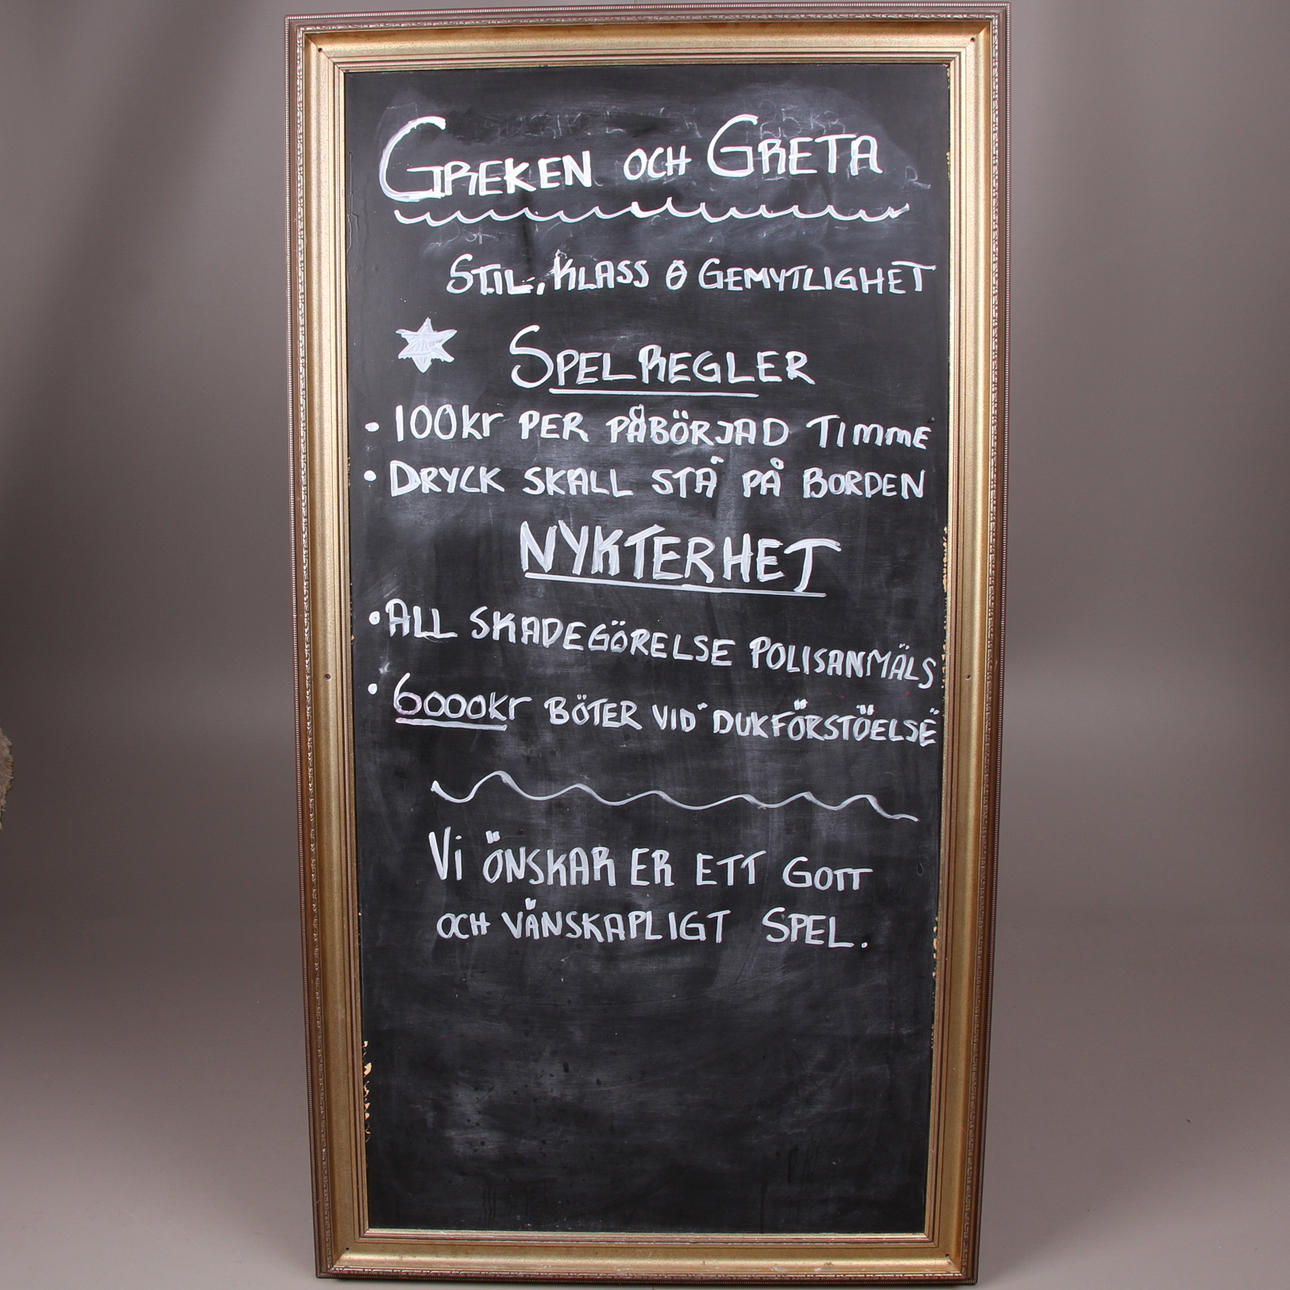 GREKEN OCH GRETA
STIL, KLASS & GEMYTLIGHET
SPELREGLER
• 100kr PER PÅBÖRJAD TIMME
• DRYCK SKALL STÅ PÅ BORDEN
NYKTERHET
• ALL SKADEGÖRELSE POLISANMÄLS
• 6000kr BÖTER VID "DUKFÖRSTÖELSE"
VI ÖNSKAR ER ETT GOTT
OCH VÄNSKAPLIGT SPEL.